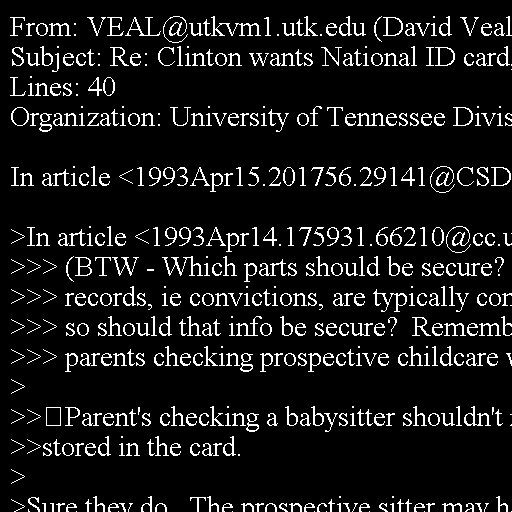 From: VEAL@utkvm1.utk.edu (David Veal
Subject: Re: Clinton wants National ID card,
Lines: 40
Organization: University of Tennessee Divis
In article <1993Apr15.201756.29141@CSD
>In article <1993Apr14.175931.66210@cc.u
>>> (BTW - Which parts should be secure?
>>> records, ie convictions, are typically con
>>> so should that info be secure?  Rememb
>>> parents checking prospective childcare w
>
>>Parent's checking a babysitter shouldn't
>>stored in the card.
>
>Sure they do.  The prospective sitter may h